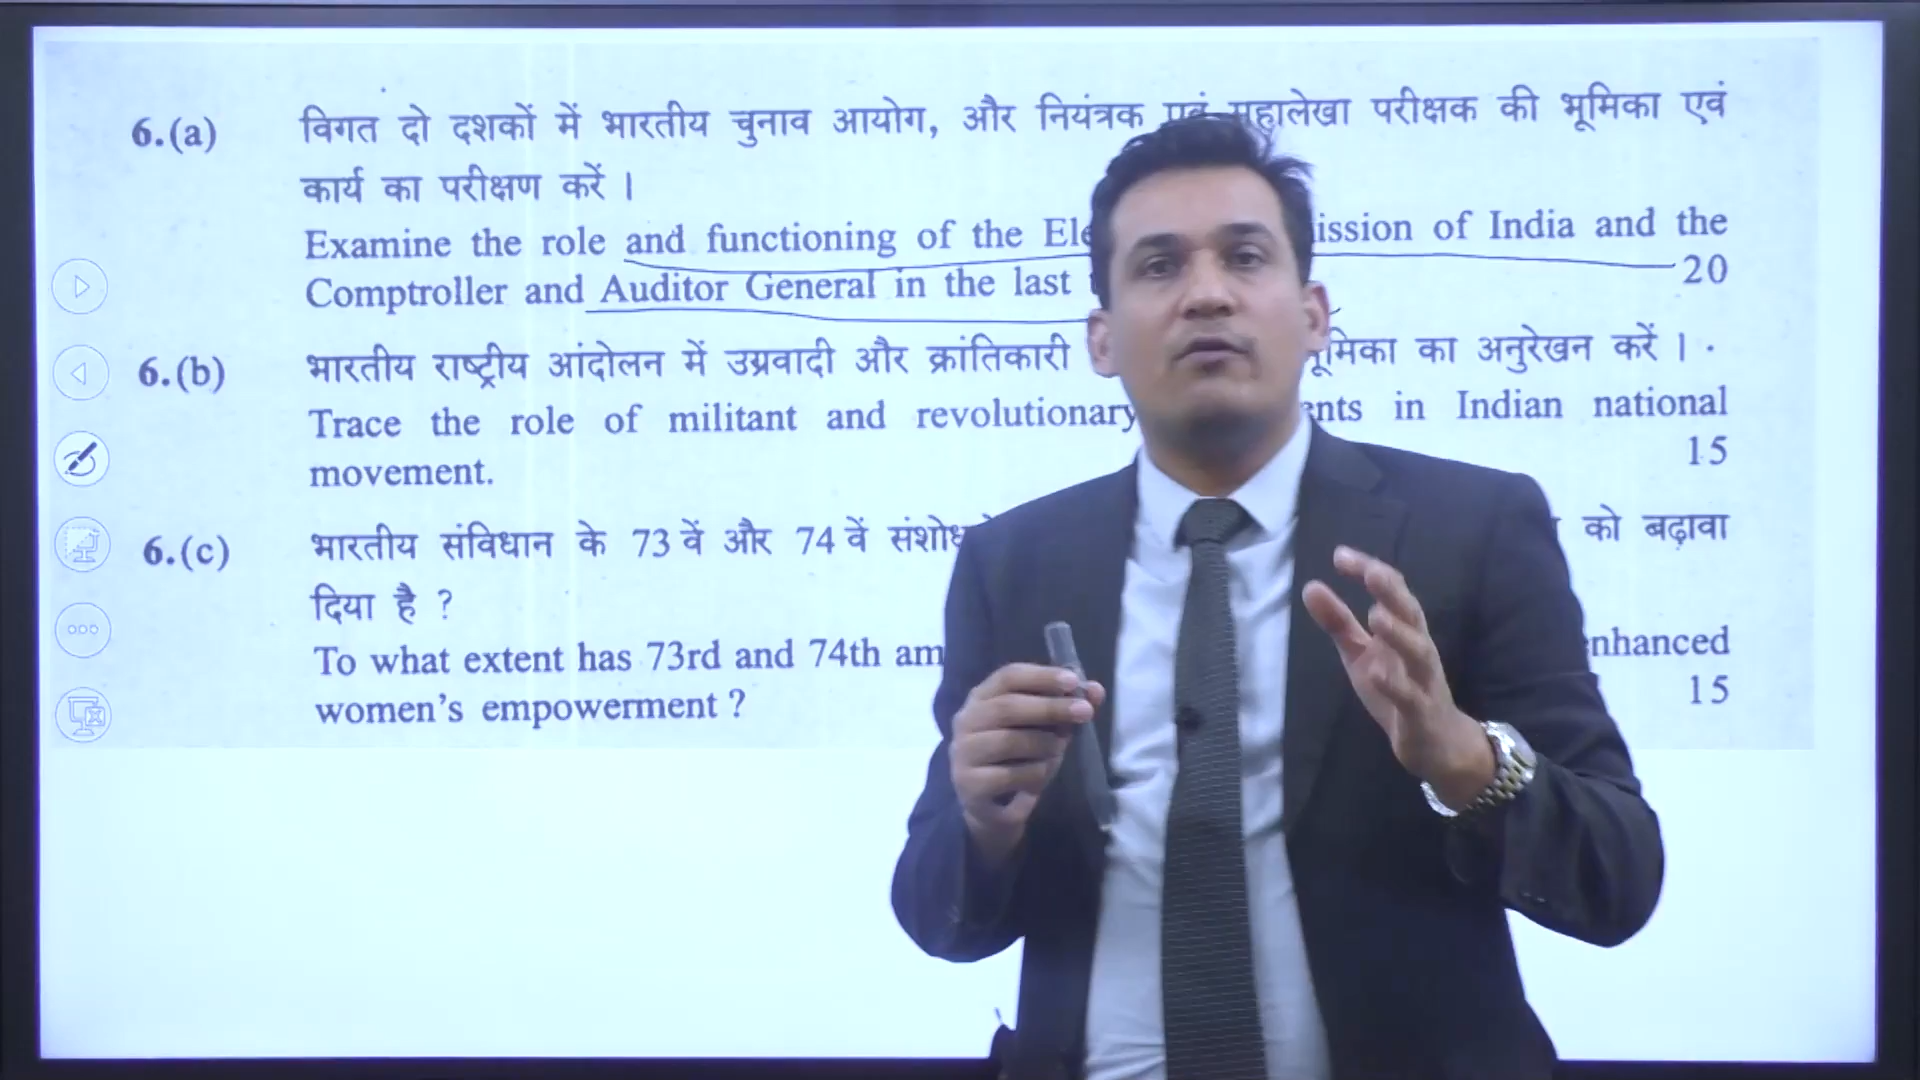 6.(a) विगत दो दशकों में भारतीय चुनाव आयोग, और नियंत्रक एवं महालेखा परीक्षक की भूमिका एवं
कार्य का परीक्षण करें ।
Examine the role and functioning of the ission of India and the
Comptroller and Auditor General in the last 20
6.(b) भारतीय राष्ट्रीय आंदोलन में उग्रवादी और क्रांतिकारी भूमिका का अनुरेखन करें ।
Trace the role of militant and revolutionary nts in Indian national
movement. 15
6.(c) भारतीय संविधान के 73 वें और 74 वें को बढ़ावा
दिया है ?
To what extent has 73rd and 74th am nhanced
women's empowerment ? 15